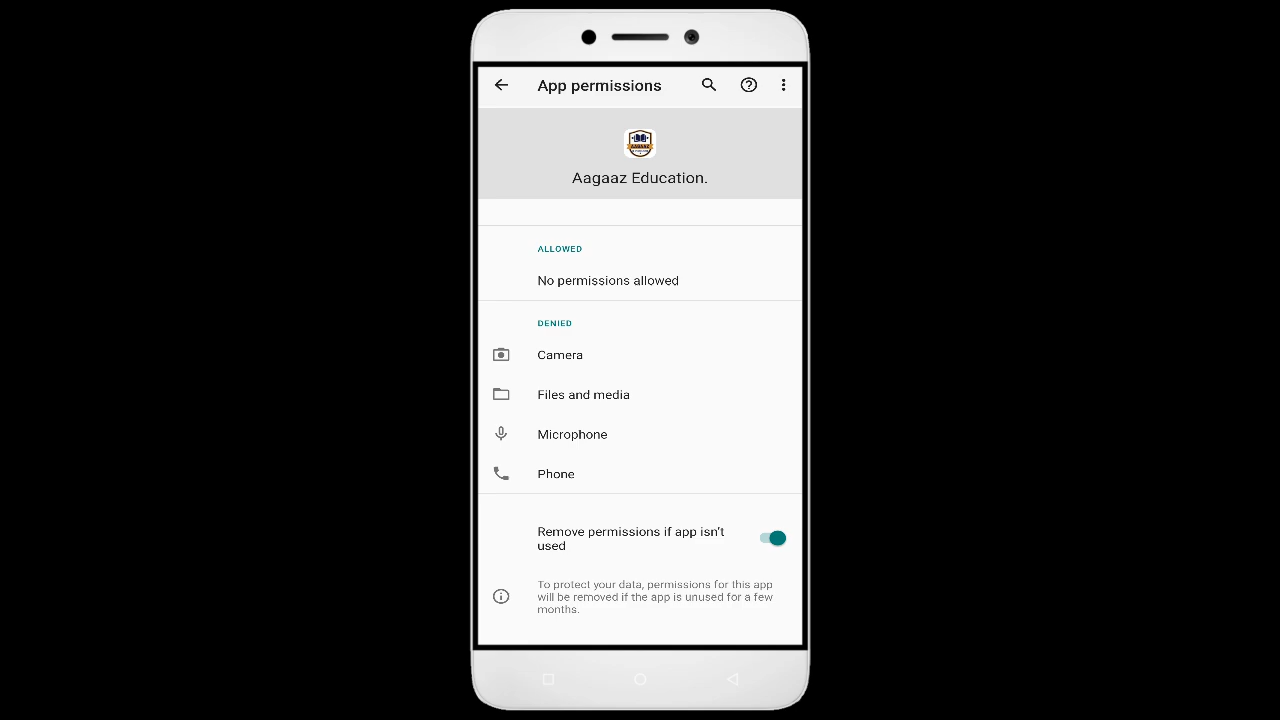 App permissions
AAGAAZ
Aagaaz Education.
ALLOWED
No permissions allowed
DENIED
Camera
Files and media
Microphone
Phone
Remove permissions if app isn't
used
To protect your data, permissions for this app
will be removed if the app is unused for a few
months.